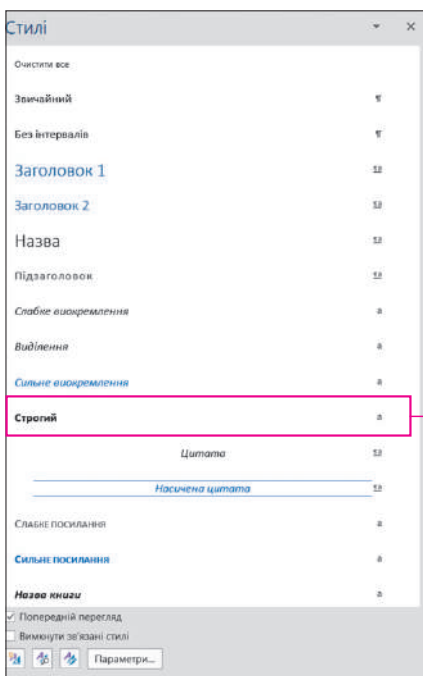 Стилі
Очистити все
Звичайний ¶
Без інтервалів ¶
Заголовок 1 ¶a
Заголовок 2 ¶a
Назва ¶a
Підзаголовок ¶a
Слабке виокремлення a
Виділення a
Сильне виокремлення a
Строгий a
Цитата ¶a
Насичена цитата ¶a
Слабке посилання a
Сильне посилання a
Назва книги a
Попередній перегляд
Вимкнути зв'язані стилі
Параметри...